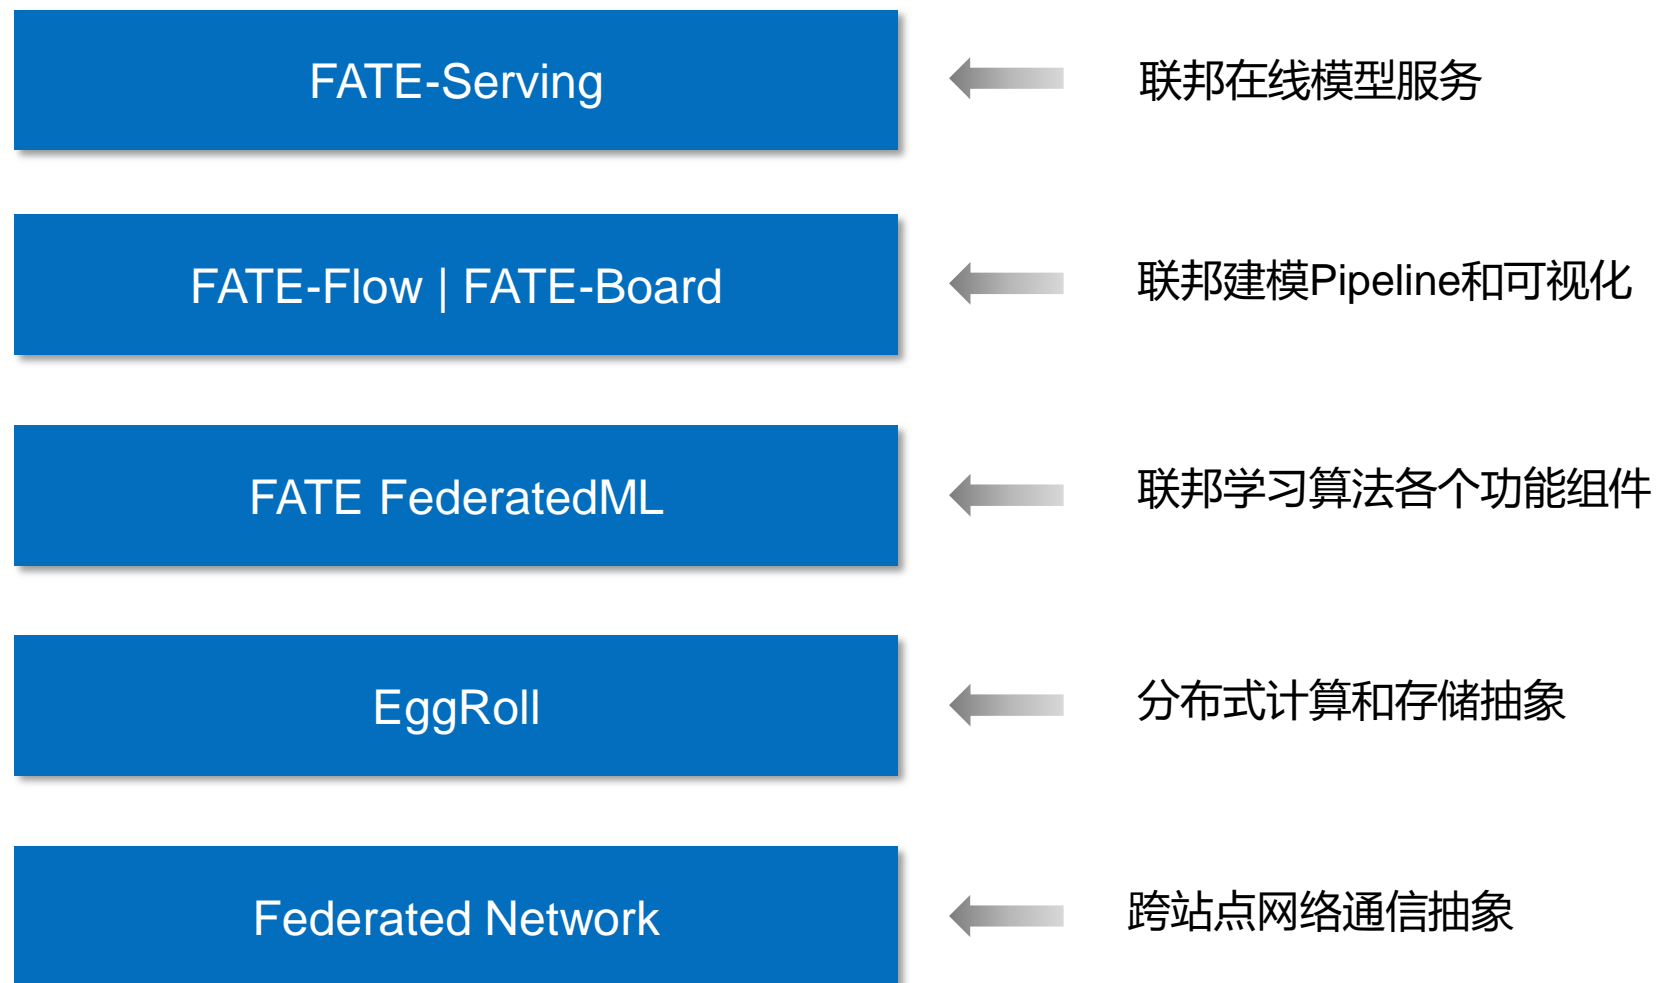 FATE-Serving
联邦在线模型服务
FATE-Flow | FATE-Board
联邦建模Pipeline和可视化
FATE FederatedML
联邦学习算法各个功能组件
EggRoll
分布式计算和存储抽象
Federated Network
跨站点网络通信抽象